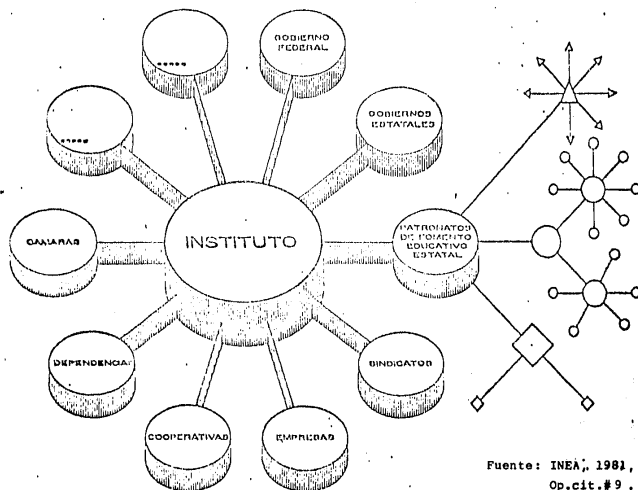 GOBIERNO
FEDERAL
GOBIERNOS
ESTATALES
INSTITUTO
PATRONATOS
DE FOMENTO
EDUCATIVO
ESTATAL
CAMARAS
DEPENDENCIA
SINDICATOS
COOPERATIVAS
EMPRESAS
Fuente: INEA, 1981,
Op.cit.#9.